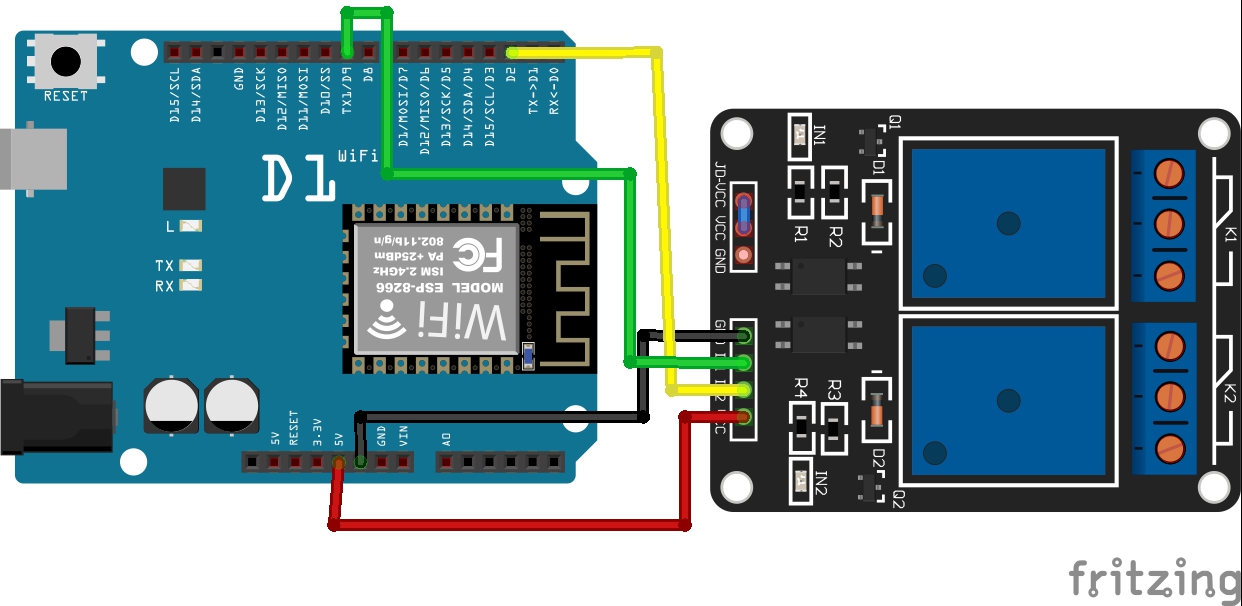 RESET
D15/SCL
D14/SDA
GND
D13/SCK
D12/MISO
D11/MOSI
D10/SS
TX1/D9
D8
D1/MOSI/D7
D12/MISO/D6
D13/SCK/D5
D14/SDA/D4
D15/SCL/D3
D2
TX->D1
RX<-D0
WiFi
D1
L
TX
RX
802.11b/g/n
PA +25dBm
ISM 2.4GHz
MODEL ESP-8266
FC
WiFi
5V
RESET
3.3V
5V
GND
VIN
A0
IN1
Q1
D1
R1
R2
JD-VCC VCC GND
K1
R4
R3
IN2
D2
Q2
K2
fritzing